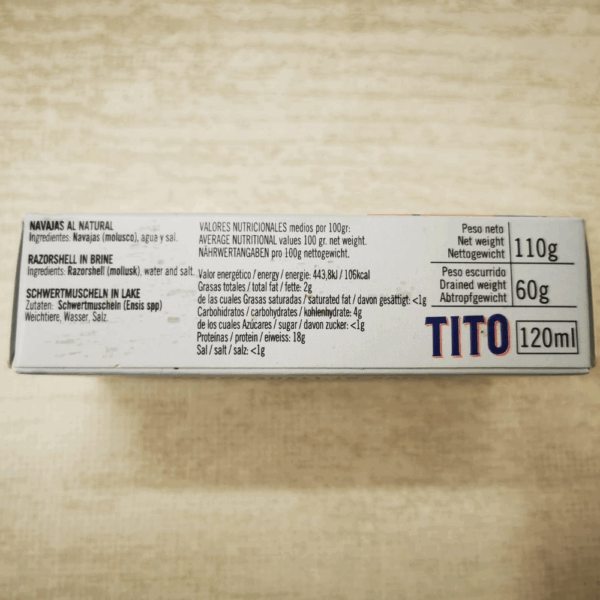 NAVAJAS AL NATURAL
Ingredientes: Navajas (molusco), agua y sal.
RAZORSHELL IN BRINE
Ingredients: Razorshell (mollusk), water and salt.
SCHWERTMUSCHELN IN LAKE
Zutaten: Schwertmuscheln (Ensis spp)
Weichtiere, Wasser, Salz.
VALORES NUTRICIONALES medios por 100gr:
AVERAGE NUTRITIONAL values 100 gr. net weight.
NÄHRWERTANGABEN pro 100g nettogewicht.
Valor energético / energy / energie: 443,8kJ / 105kcal
Grasas totales / total fat / fette: 2g
de las cuales Grasas saturadas / saturated fat / davon gesättigt: <1g
Carbohidratos / carbohydrates / kohlenhydrate: 4g
de los cuales Azúcares / sugar / davon zucker: <1g
Proteinas / protein / eiweiss: 18g
Sal / salt / salz: <1g
Peso neto
Net weight
Nettogewicht
110g
Peso escurrido
Drained weight
Abtropfgewicht
60g
TITO
120ml